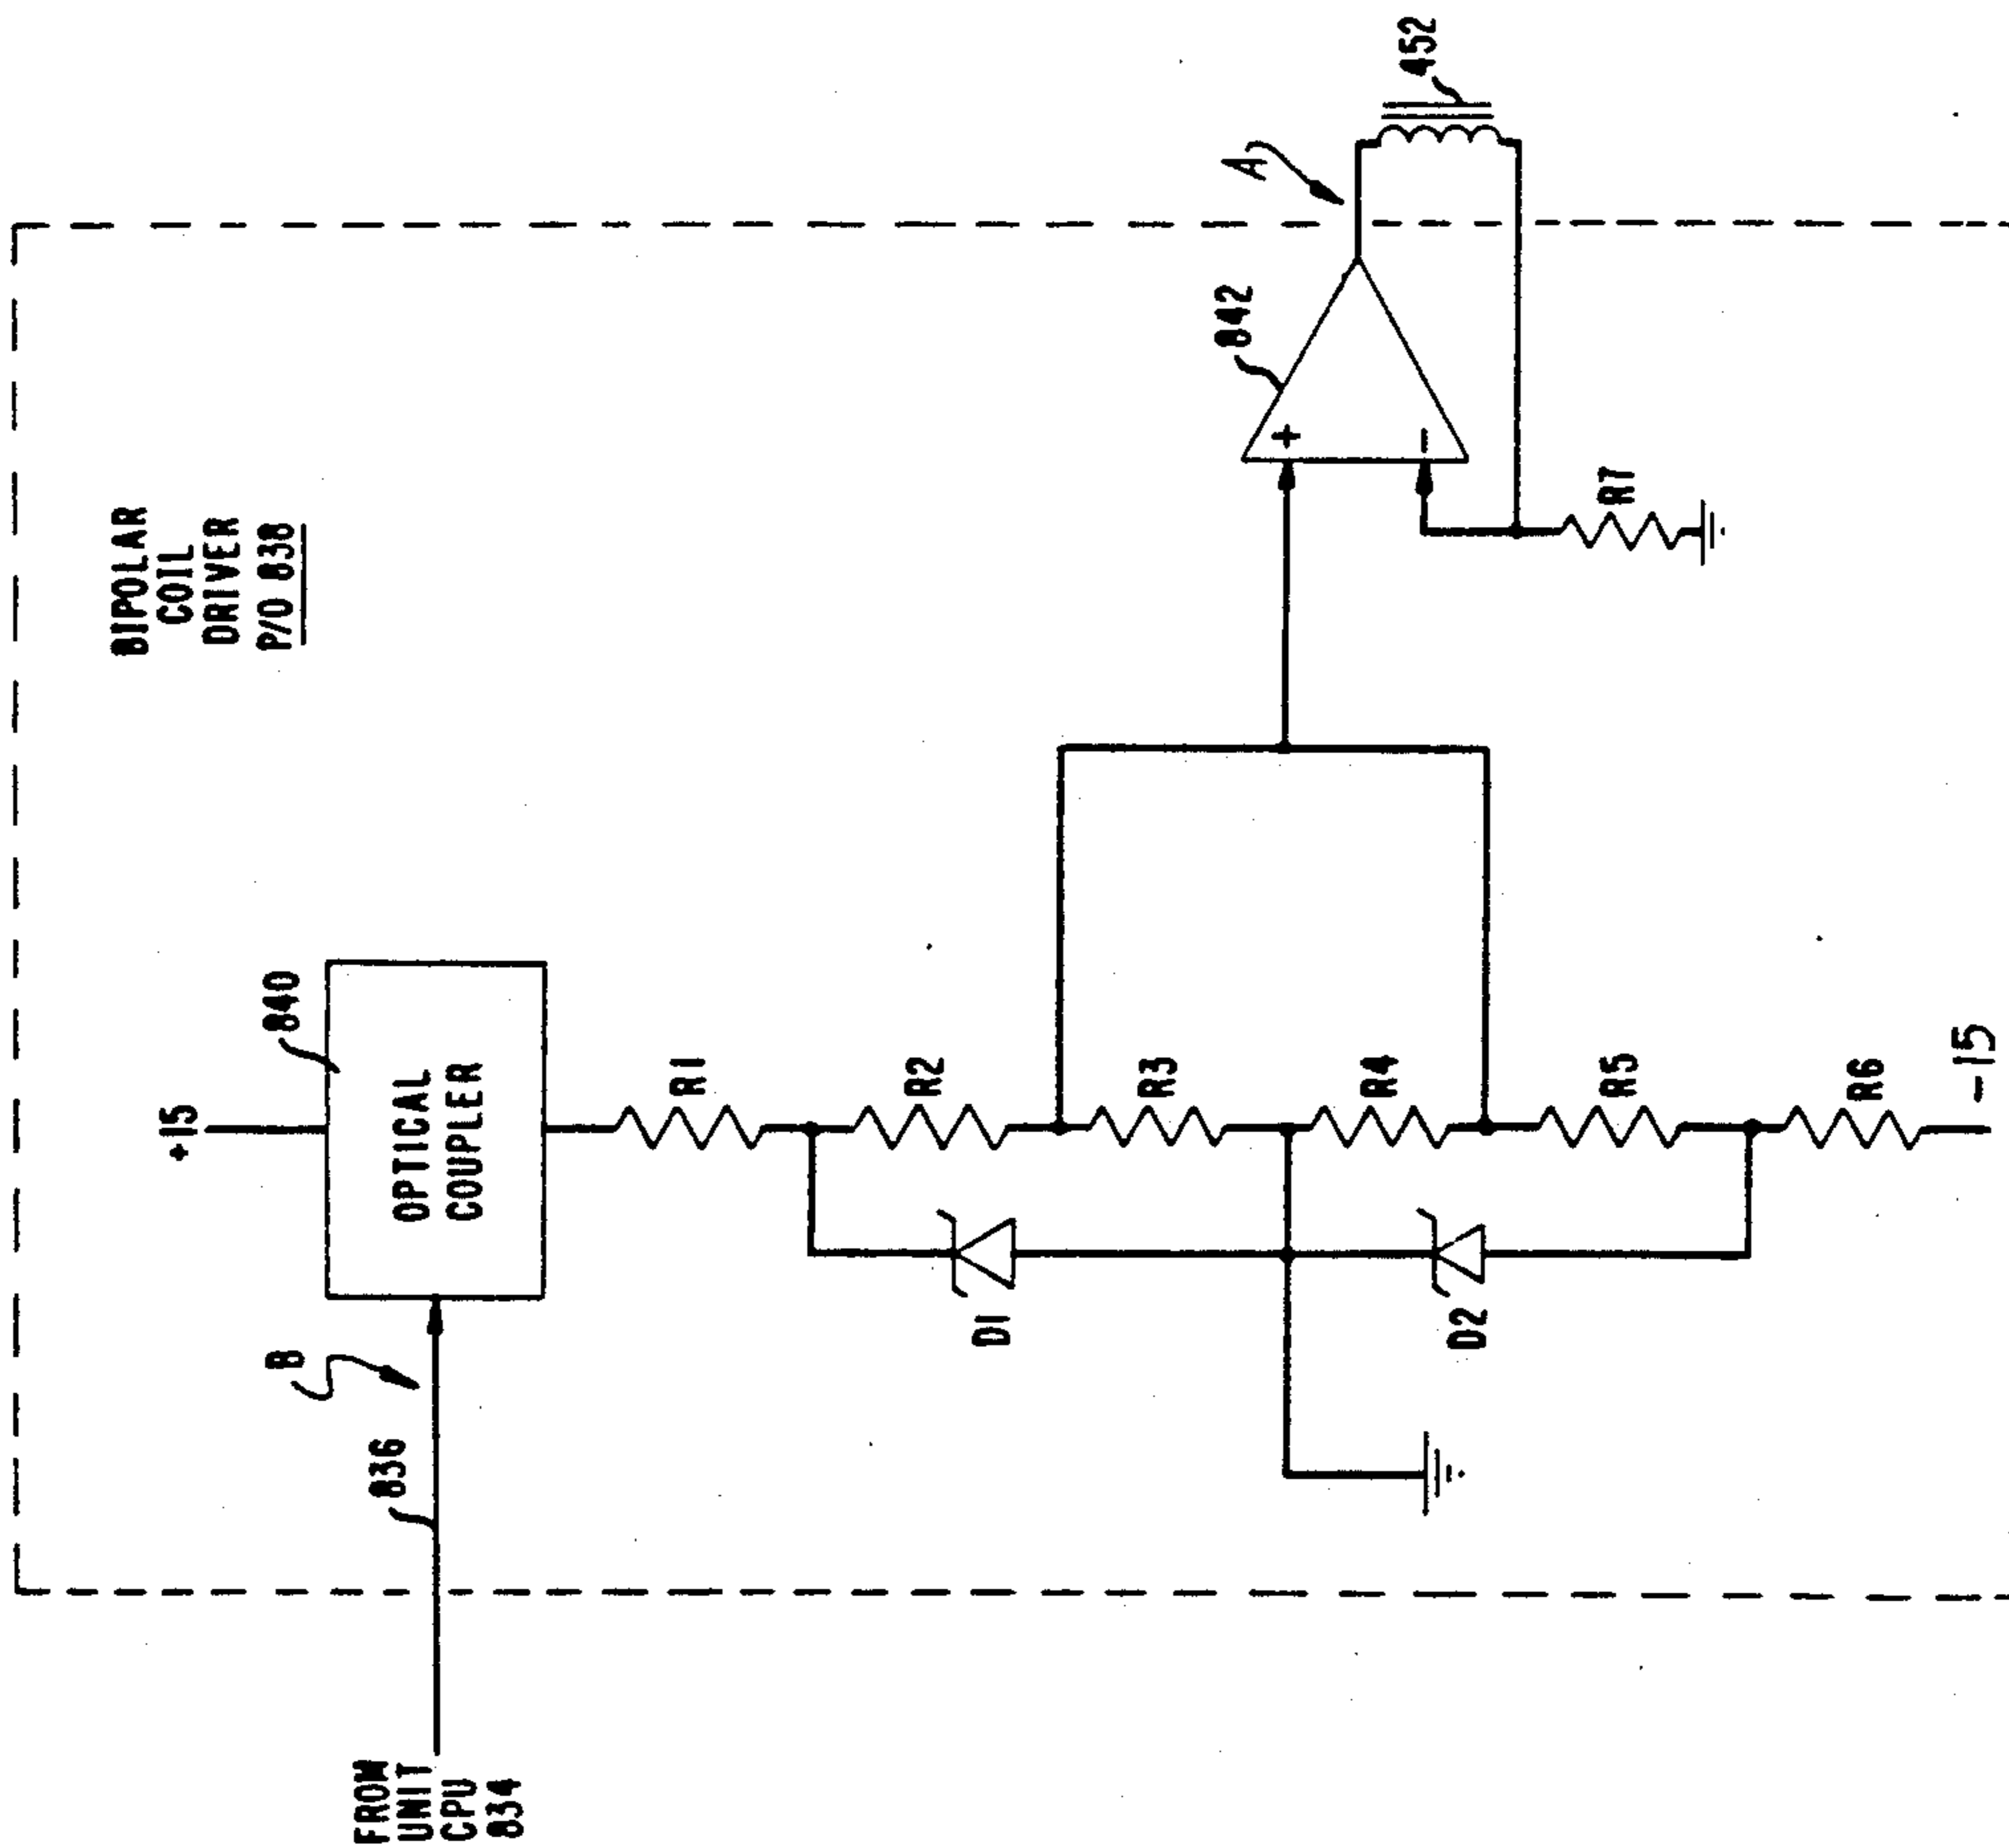 BIPOLAR
COIL
DRIVER
P/O 838
+15
840
OPTICAL
COUPLER
B
836
FROM
UNIT
CPU
834
R1
R2
R3
R4
R5
R6
-15
D1
D2
842
+
-
A
452
R7